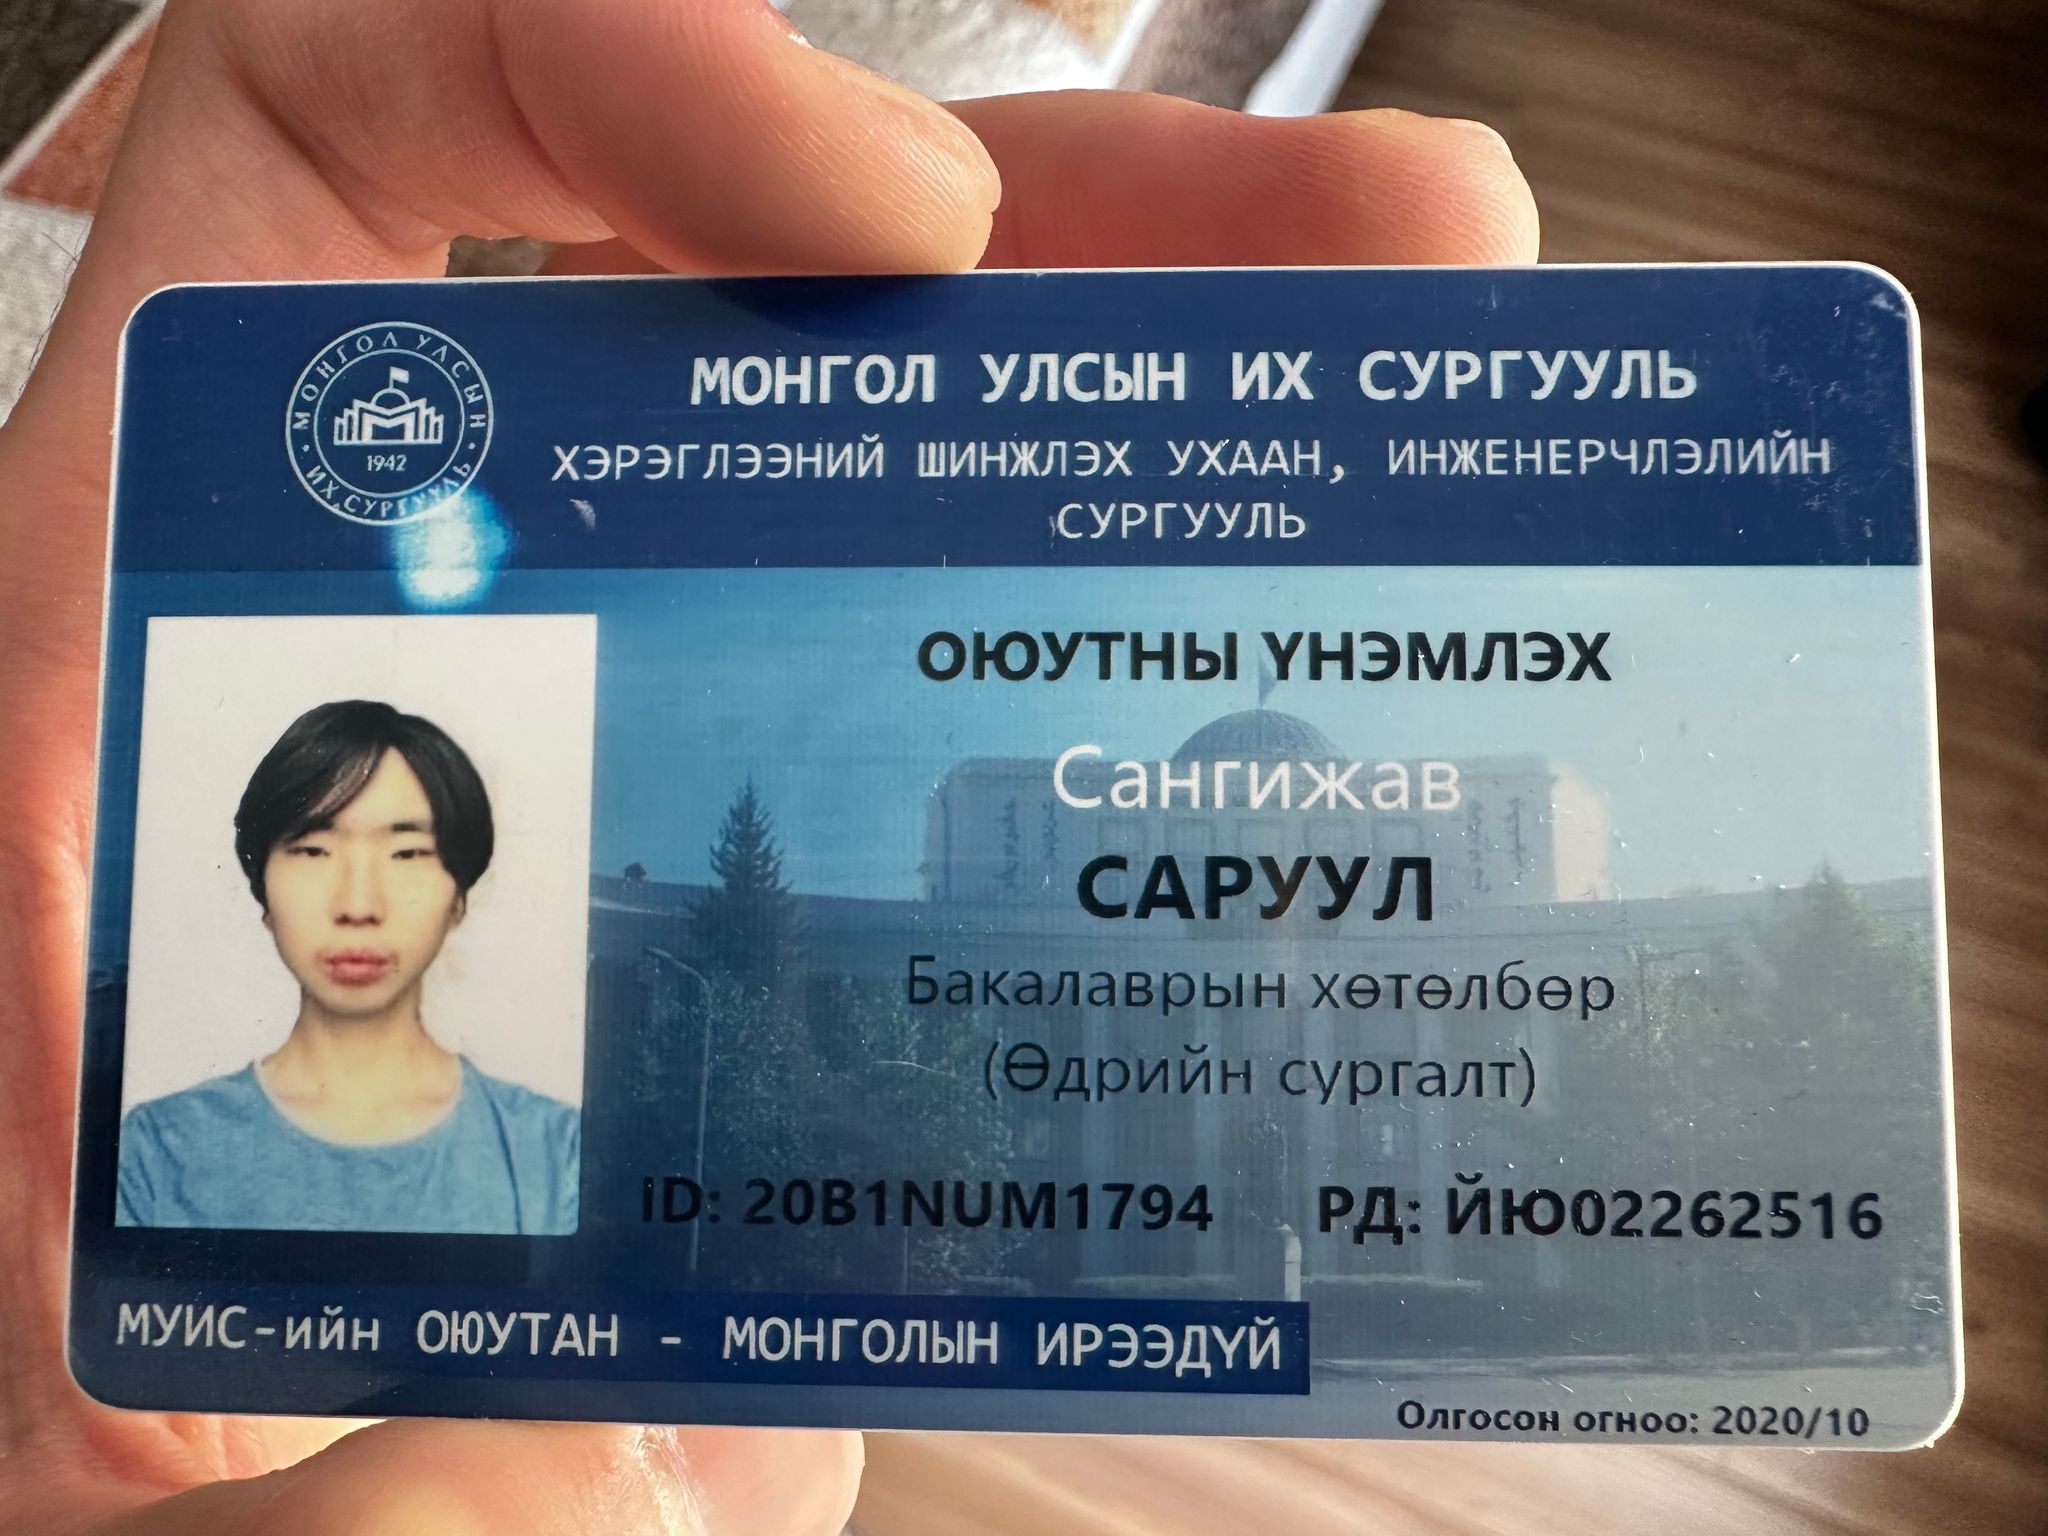 МОНГОЛ УЛСЫН ИХ СУРГУУЛЬ
1942
МОНГОЛ УЛСЫН ИХ СУРГУУЛЬ
ХЭРЭГЛЭЭНИЙ ШИНЖЛЭХ УХААН, ИНЖЕНЕРЧЛЭЛИЙН
СУРГУУЛЬ
ОЮУТНЫ ҮНЭМЛЭХ
Сангижав
САРУУЛ
Бакалаврын хөтөлбөр
(Өдрийн сургалт)
ID: 20B1NUM1794 РД: ЙЮ02262516
МУИС-ийн ОЮУТАН - МОНГОЛЫН ИРЭЭДҮЙ
Олгосон огноо: 2020/10